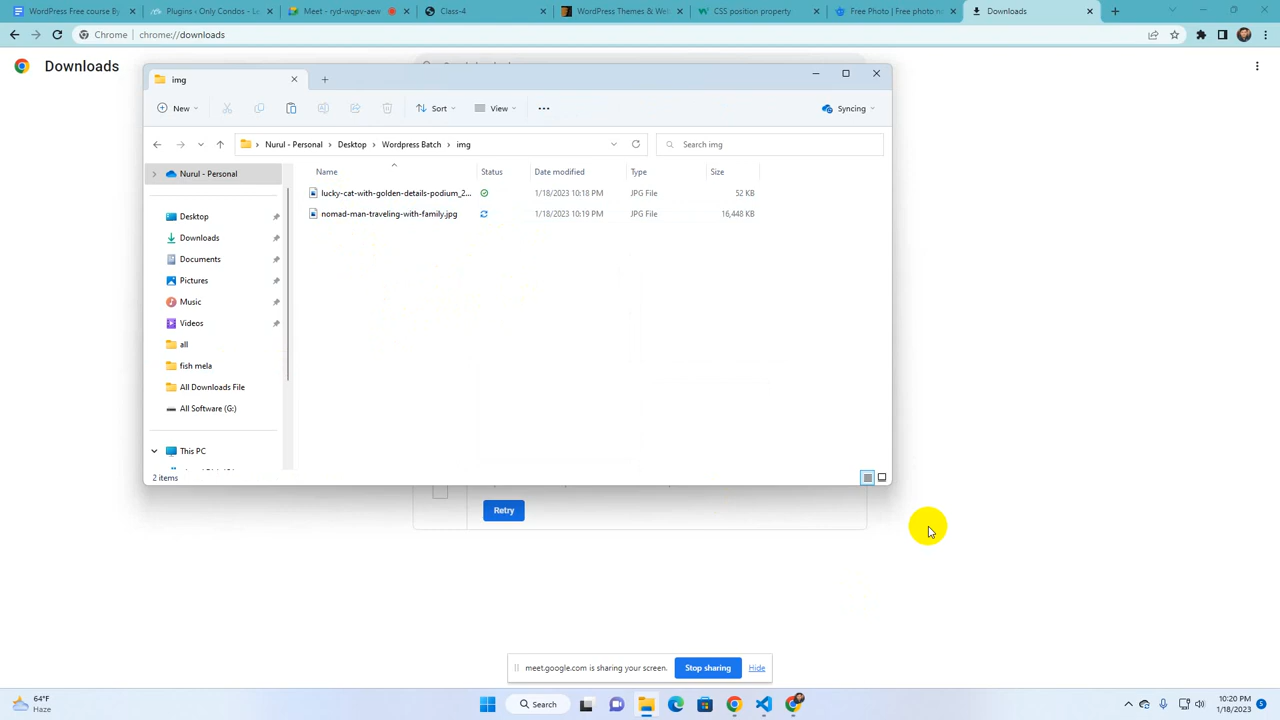 WordPress Free course By
Plugins ‹ Only Condos ‹
Meet - ryd-wqpv-aew
Class-4
WordPress Themes & We
CSS position property
Free Photo | Free photo n
Downloads
Chrome | chrome://downloads
Downloads
img
New
Sort
View
Syncing
Nurul - Personal > Desktop > Wordpress Batch > img
Search img
Nurul - Personal
Name Status Date modified Type Size
lucky-cat-with-golden-details-podium_2... 1/18/2023 10:18 PM JPG File 52 KB
nomad-man-traveling-with-family.jpg 1/18/2023 10:19 PM JPG File 16,448 KB
Desktop
Downloads
Documents
Pictures
Music
Videos
all
fish mela
All Downloads File
All Software (G:)
This PC
2 items
Retry
meet.google.com is sharing your screen.
Stop sharing
Hide
64°F
Haze
Search
10:20 PM
1/18/2023
5